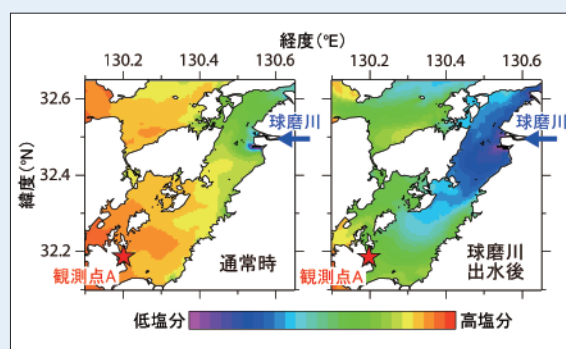 経度(°E)
130.2 130.4 130.6 130.2 130.4 130.6
緯度(°N)
32.6
32.4
32.2
球磨川
球磨川
観測点A
通常時
観測点A
球磨川
出水後
低塩分 高塩分